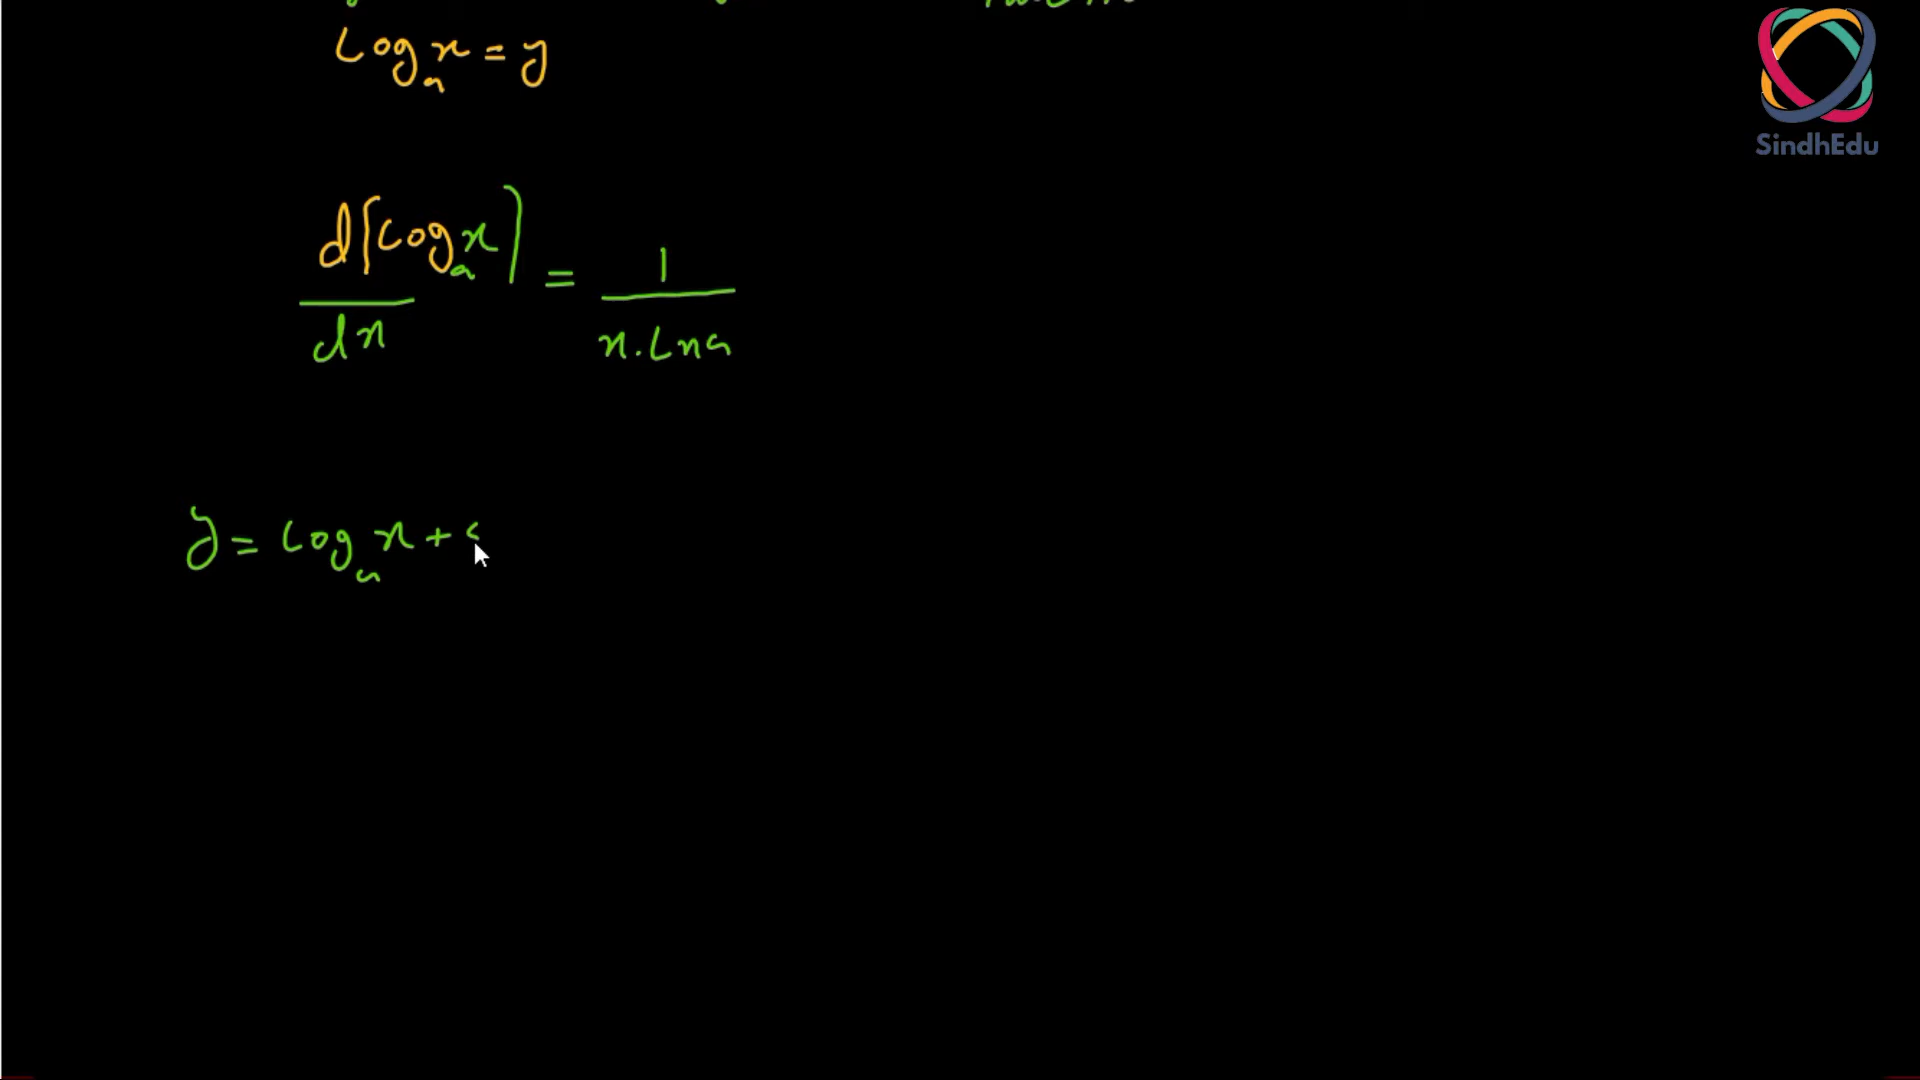 SindhEdu
Log_a x = y
d[Log_a x]/dx = 1/(x.Lna)
y = Log_a x +